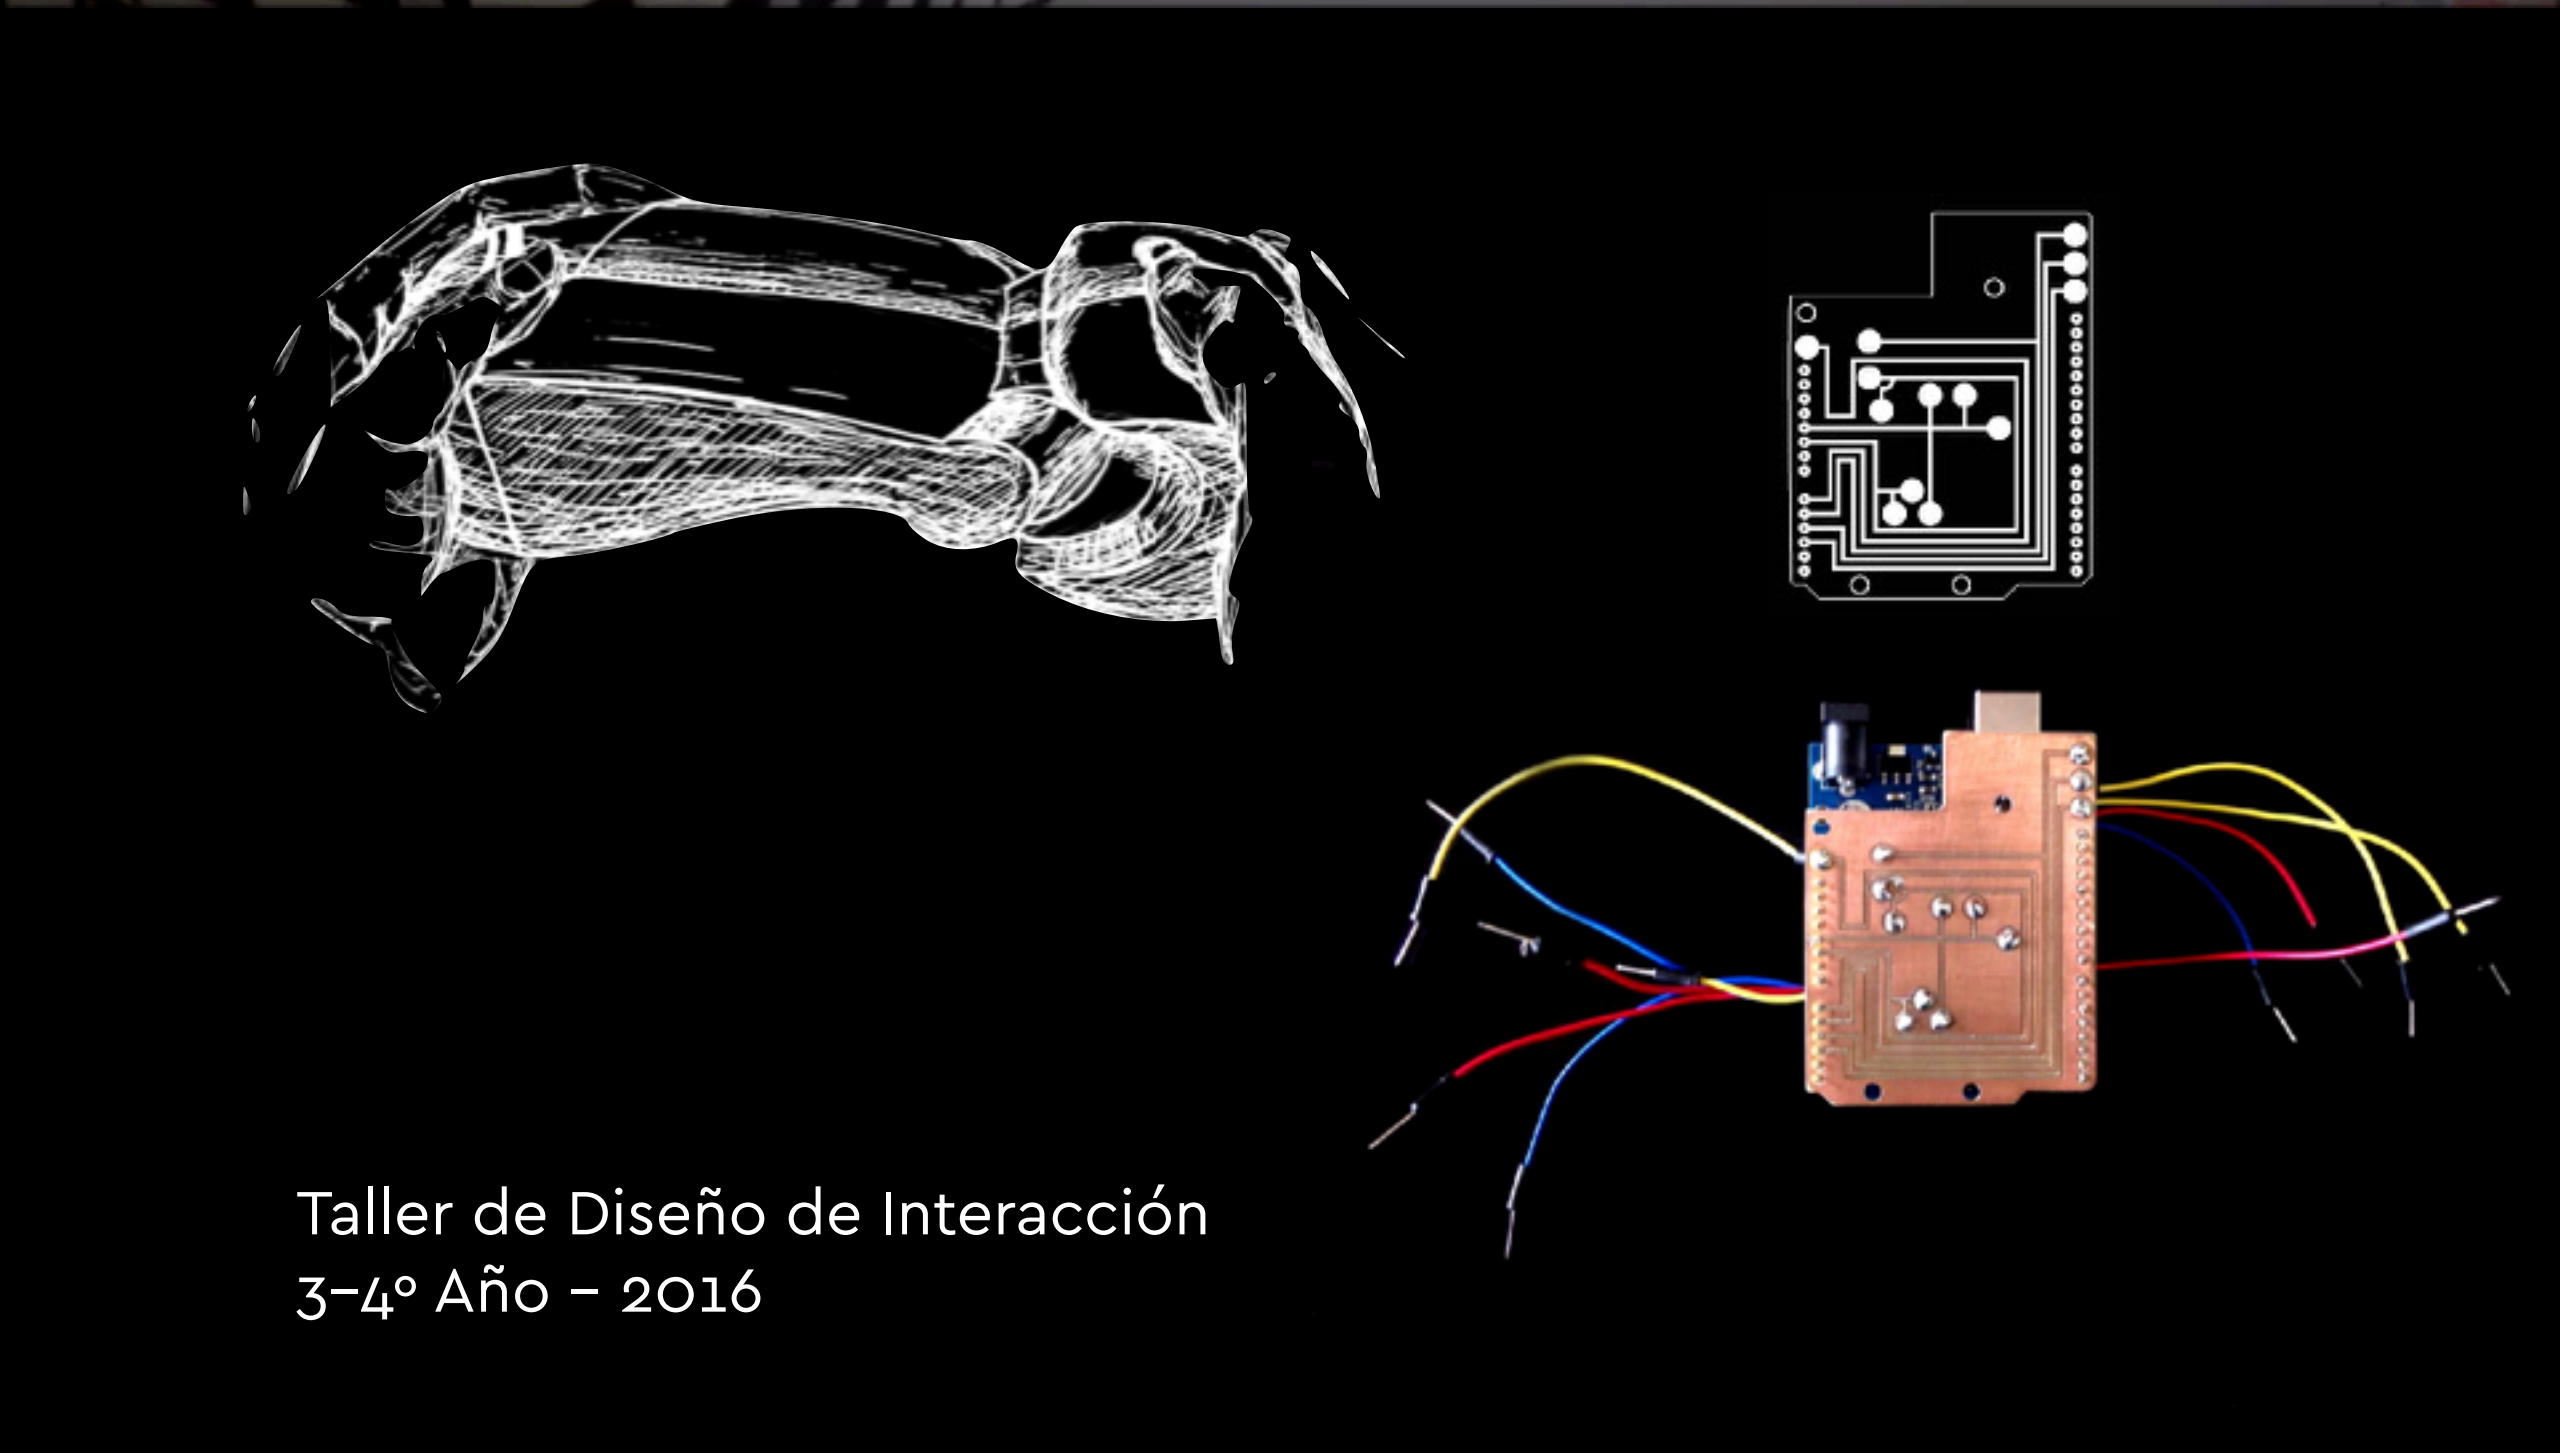 Taller de Diseño de Interacción
3–4º Año – 2016